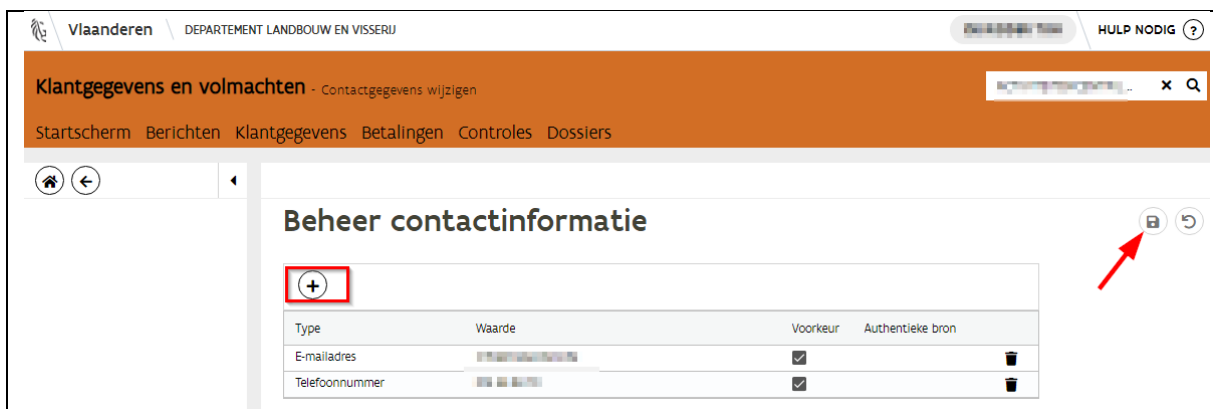 Vlaanderen DEPARTEMENT LANDBOUW EN VISSERIJ HULP NODIG ?
Klantgegevens en volmachten - Contactgegevens wijzigen
Startscherm Berichten Klantgegevens Betalingen Controles Dossiers
Beheer contactinformatie
Type Waarde Voorkeur Authentieke bron
E-mailadres
Telefoonnummer